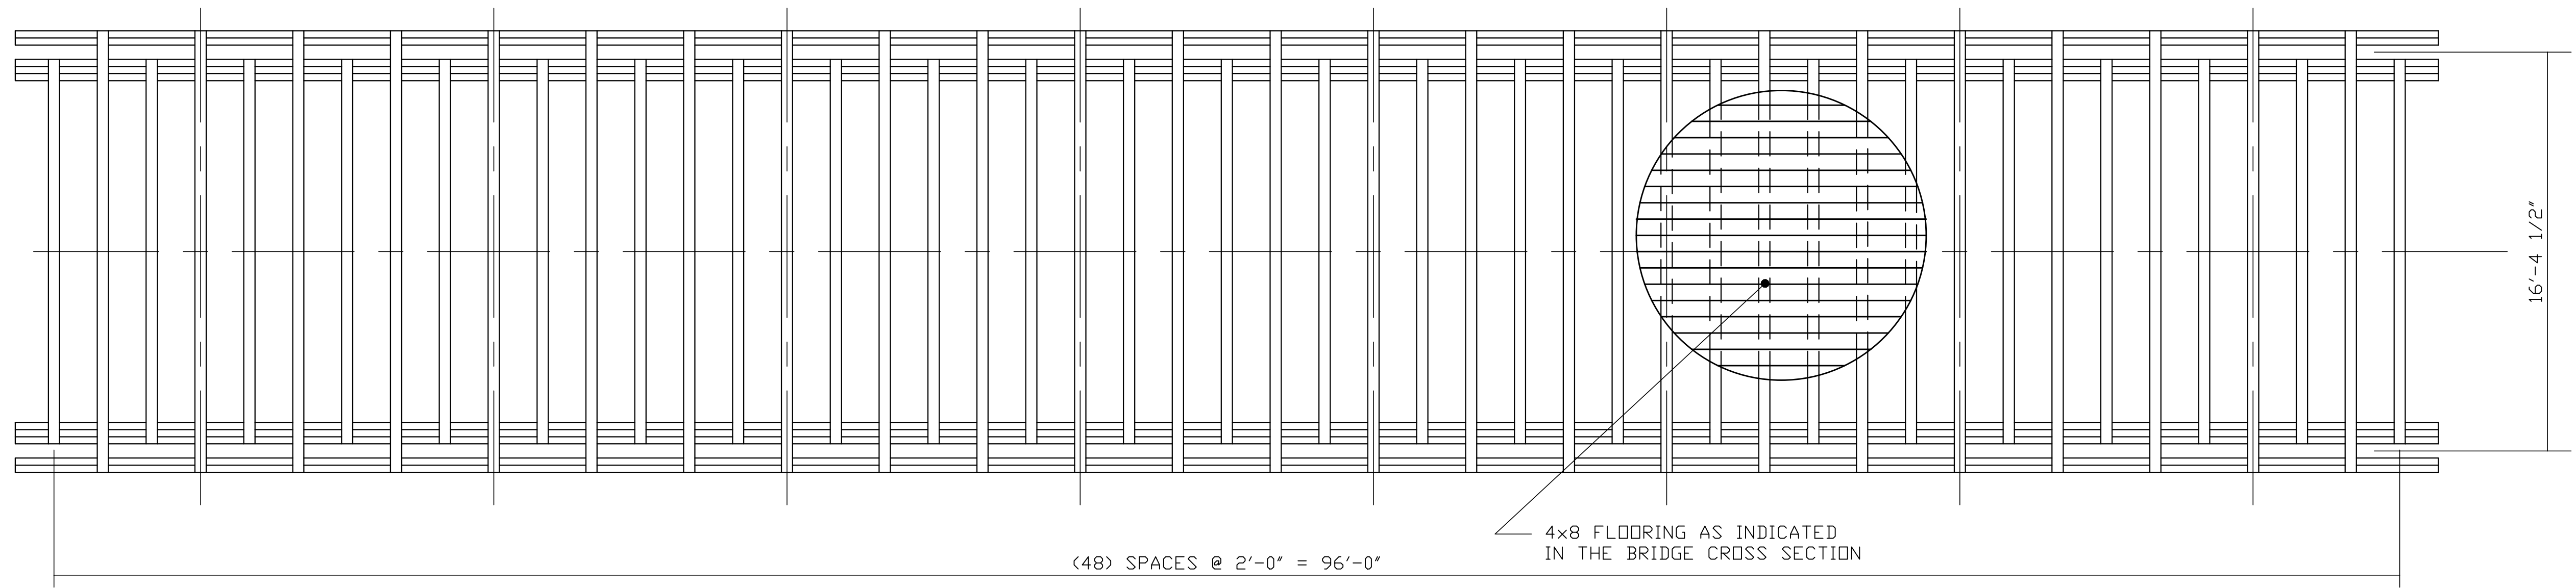 16'-4 1/2"
4x8 FLOORING AS INDICATED
IN THE BRIDGE CROSS SECTION
(48) SPACES @ 2'-0" = 96'-0"